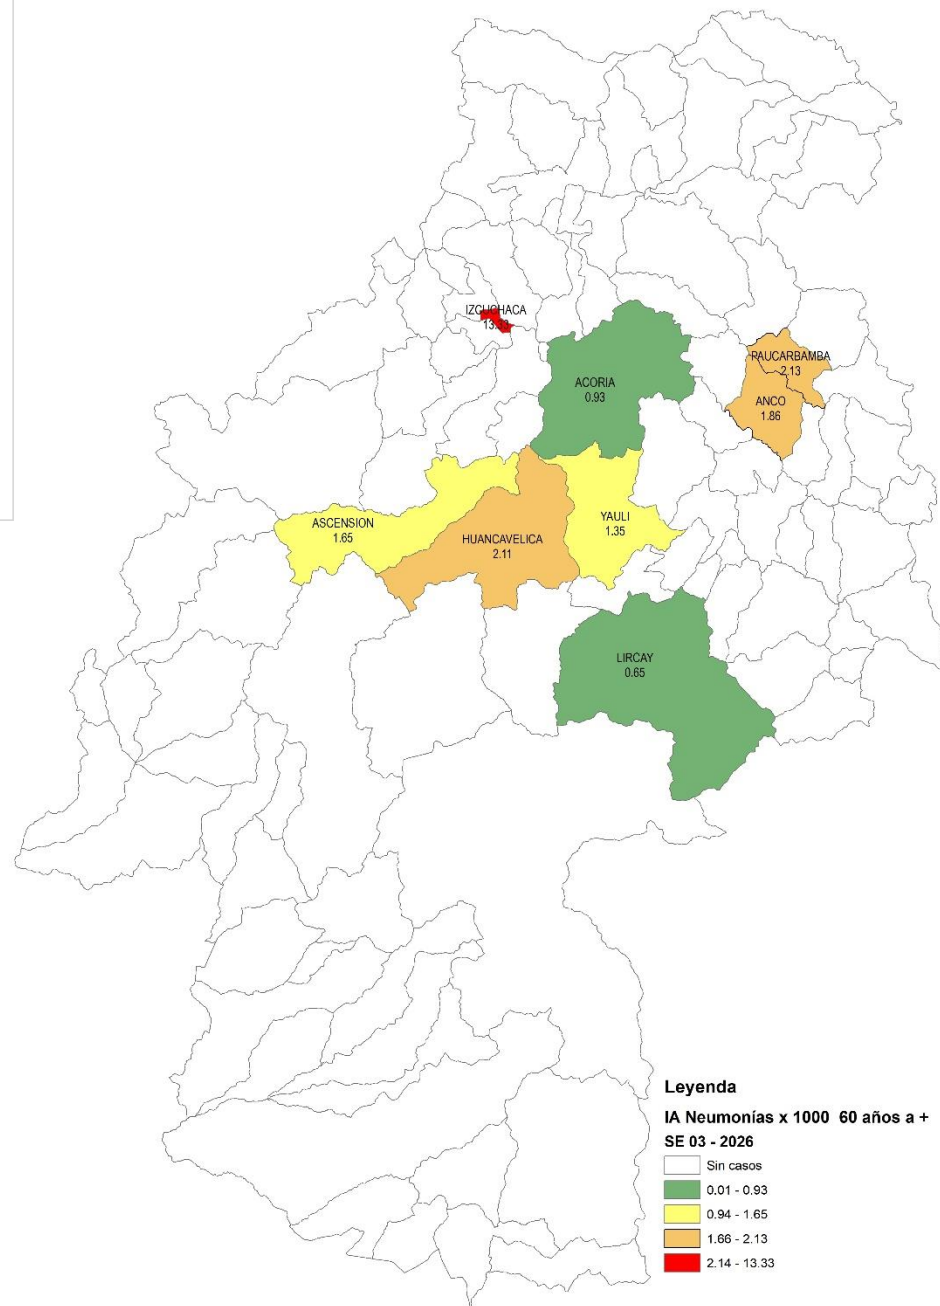 IZCUCHACA
13.33
PAUCARBAMBA
2.13
ACORIA
0.93
ANCO
1.86
ASCENSION
1.65
YAULI
1.35
HUANCAVELICA
2.11
LIRCAY
0.65
Leyenda
IA Neumonías x 1000 60 años a +
SE 03 - 2026
Sin casos
0.01 - 0.93
0.94 - 1.65
1.66 - 2.13
2.14 - 13.33